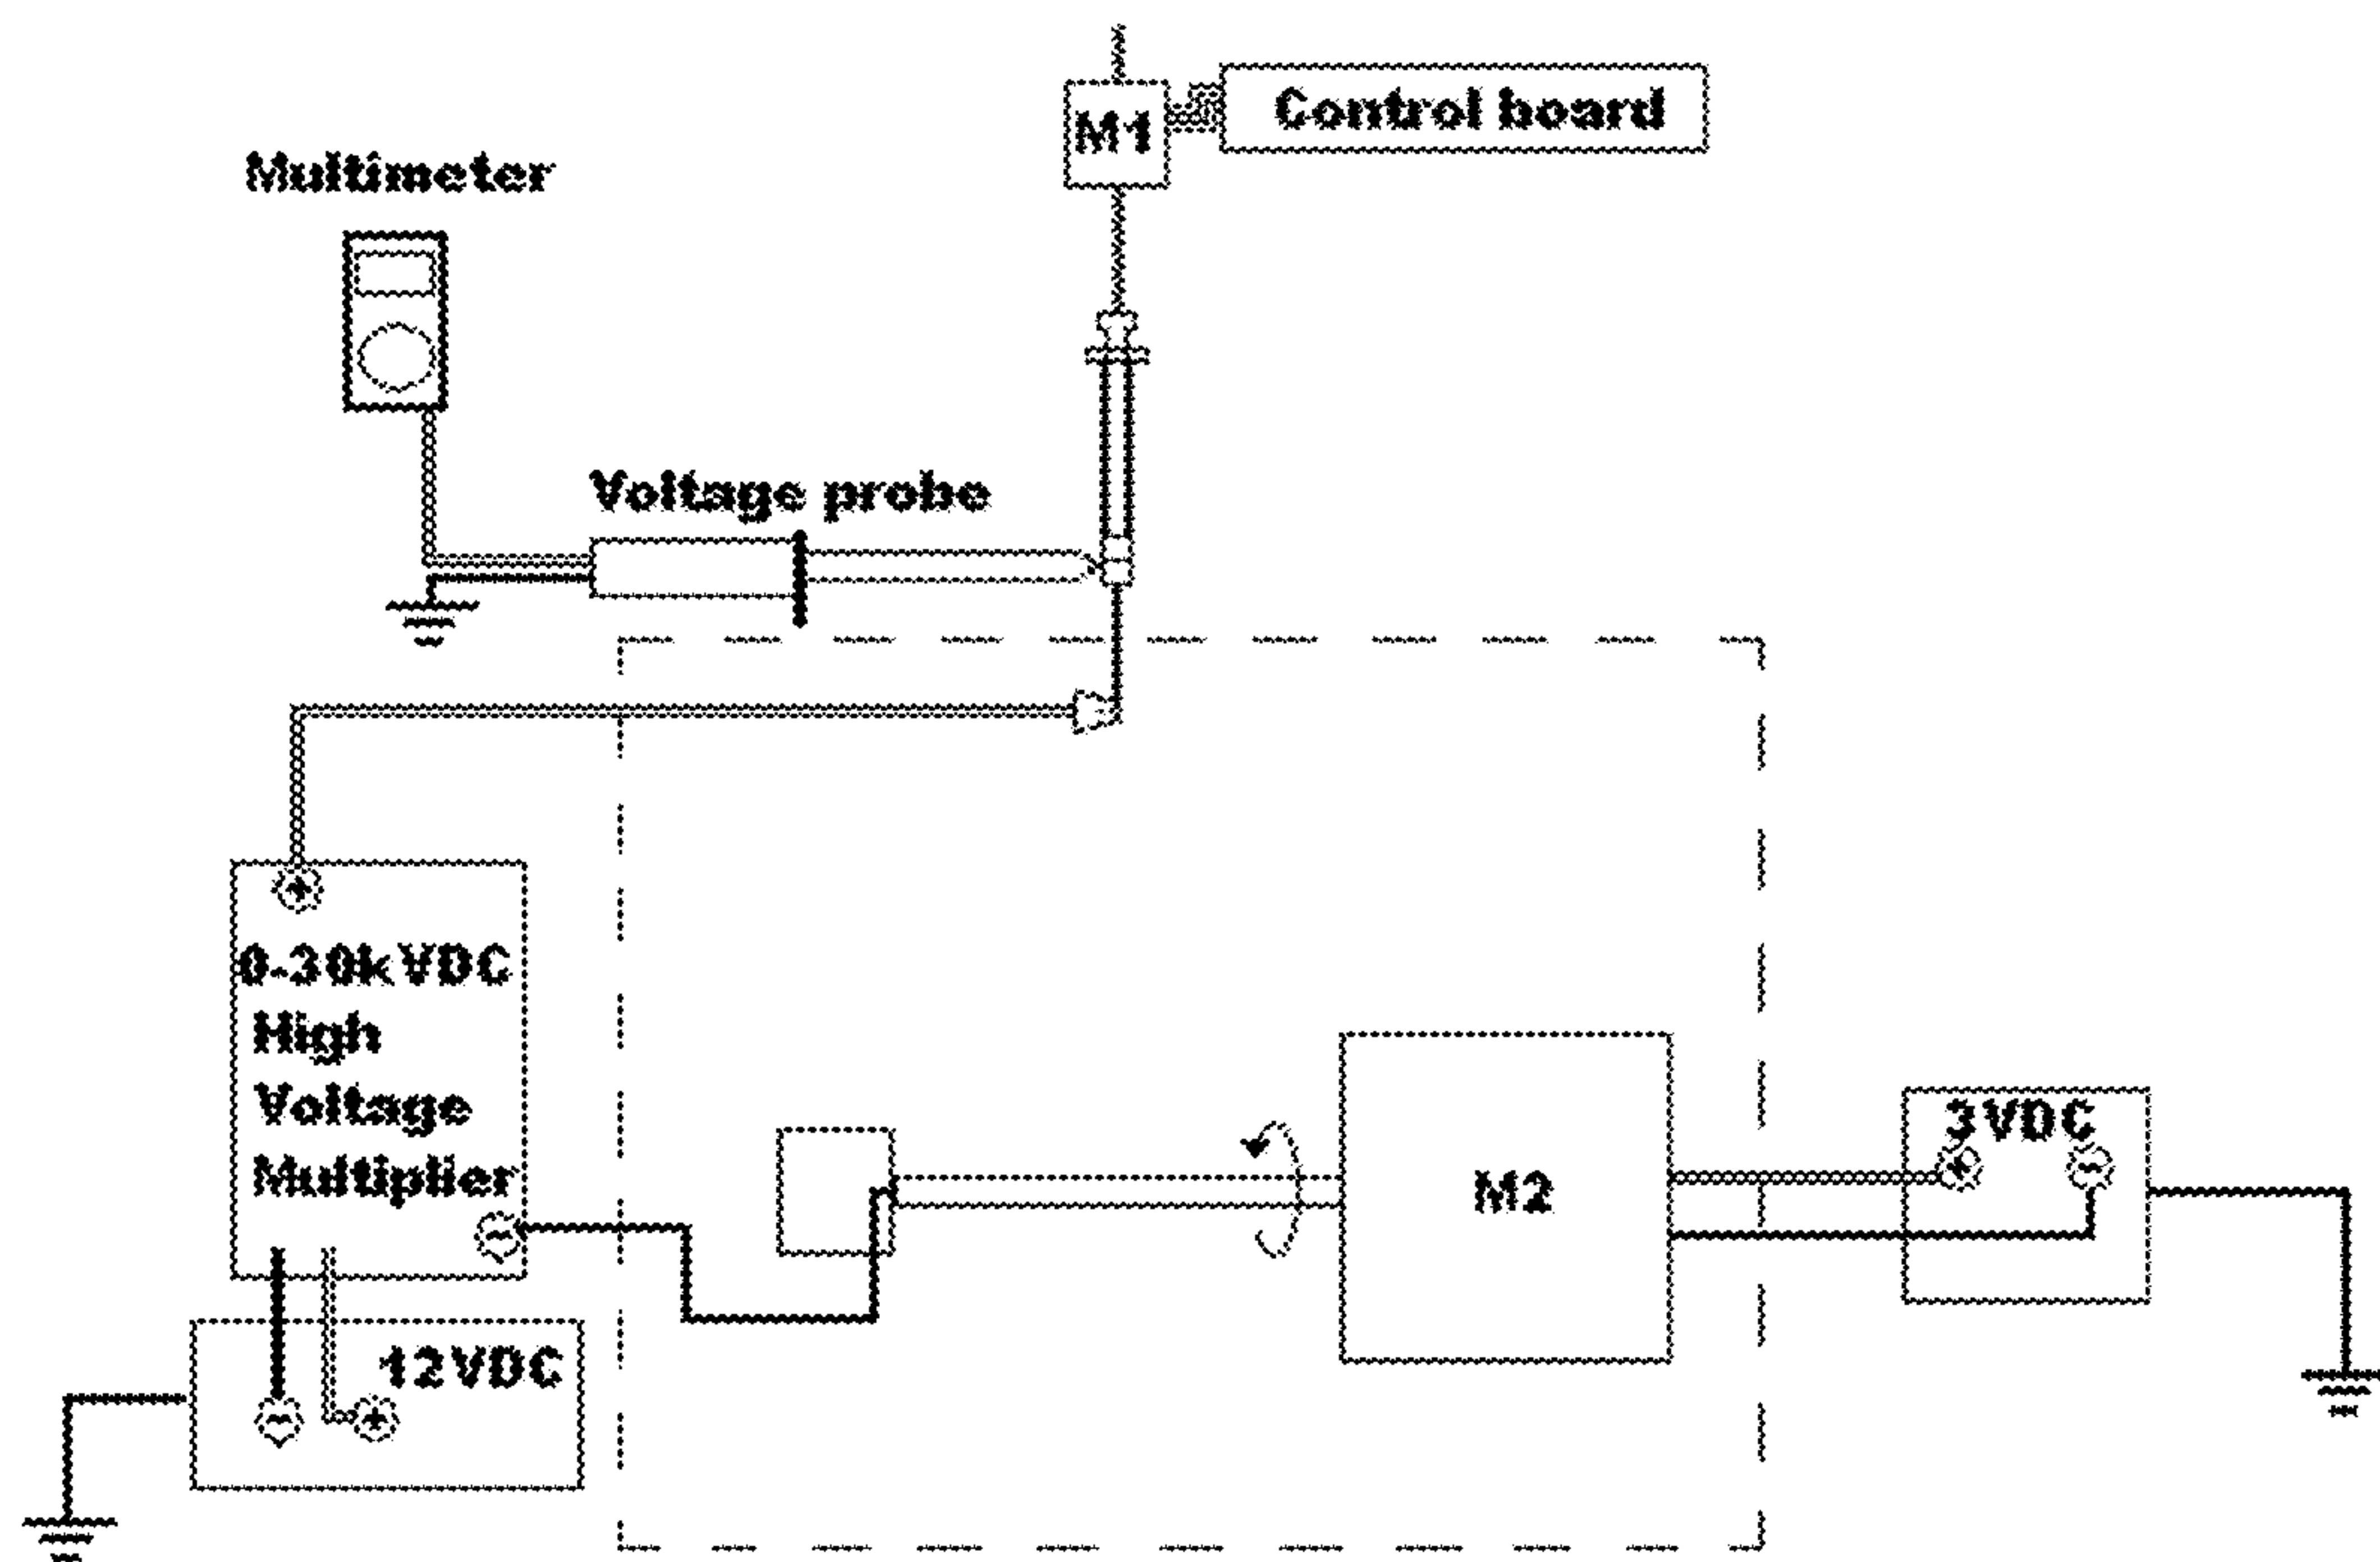 Control board
M1
Multimeter
Voltage probe
+
0-30kVDC
High
Voltage
Multiplier
-
3VDC
+ -
M2
12VDC
- +